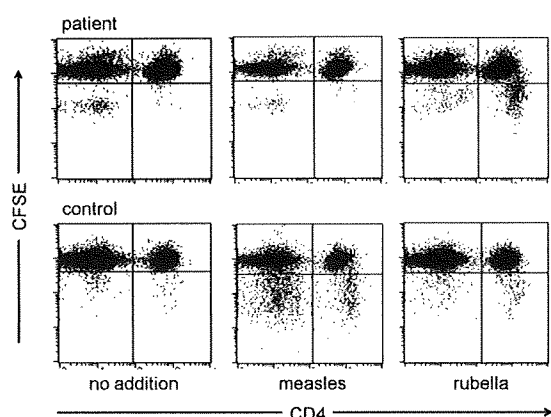 patient
CFSE
control
no addition
measles
rubella
CD4